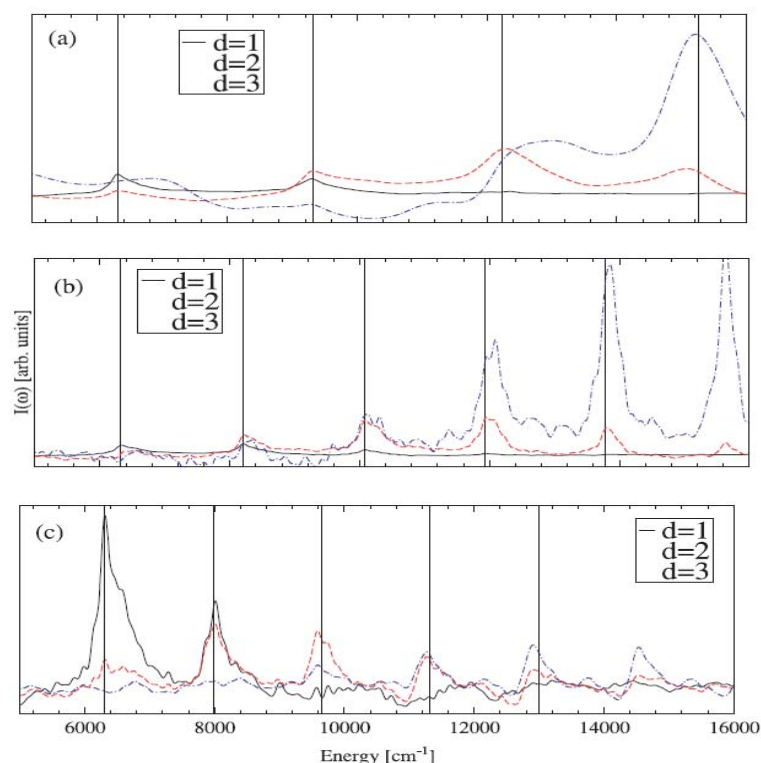 (a)
d=1
d=2
d=3
(b)
d=1
d=2
d=3
I(ω) [arb. units]
(c)
d=1
d=2
d=3
6000 8000 10000 12000 14000 16000
Energy [cm⁻¹]